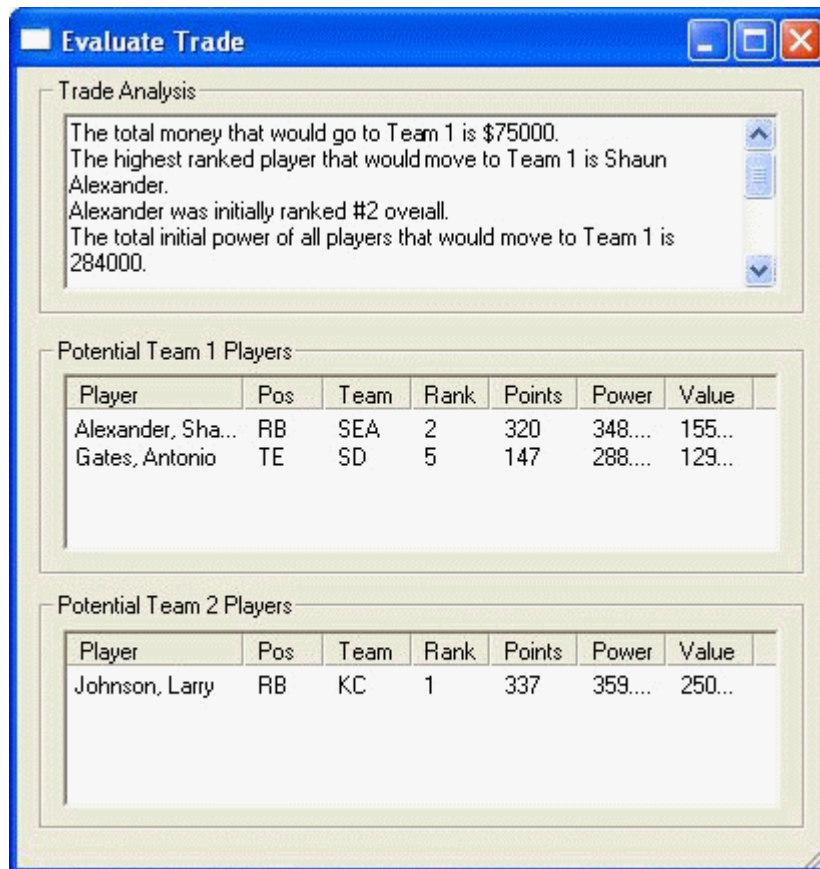 Evaluate Trade
Trade Analysis
The total money that would go to Team 1 is $75000.
The highest ranked player that would move to Team 1 is Shaun
Alexander.
Alexander was initially ranked #2 overall.
The total initial power of all players that would move to Team 1 is
284000.
Potential Team 1 Players
Player Pos Team Rank Points Power Value
Alexander, Sha... RB SEA 2 320 348.... 155...
Gates, Antonio TE SD 5 147 288.... 129...
Potential Team 2 Players
Player Pos Team Rank Points Power Value
Johnson, Larry RB KC 1 337 359.... 250...